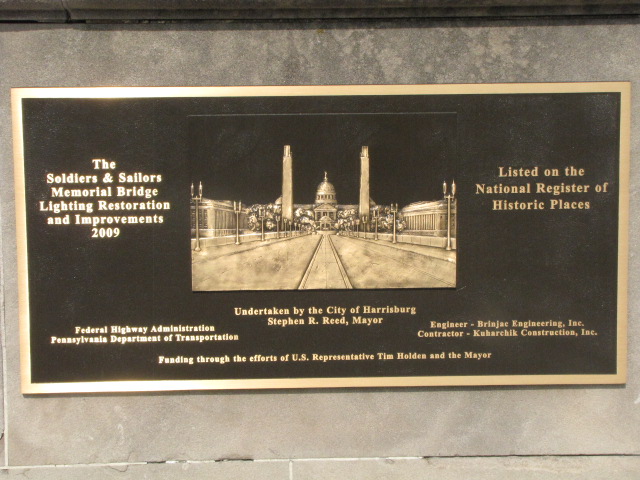 The
Soldiers & Sailors
Memorial Bridge
Lighting Restoration
and Improvements
2009
Listed on the
National Register of
Historic Places
Undertaken by the City of Harrisburg
Stephen R. Reed, Mayor
Federal Highway Administration
Pennsylvania Department of Transportation
Engineer - Brinjac Engineering, Inc.
Contractor - Kuharchik Construction, Inc.
Funding through the efforts of U.S. Representative Tim Holden and the Mayor